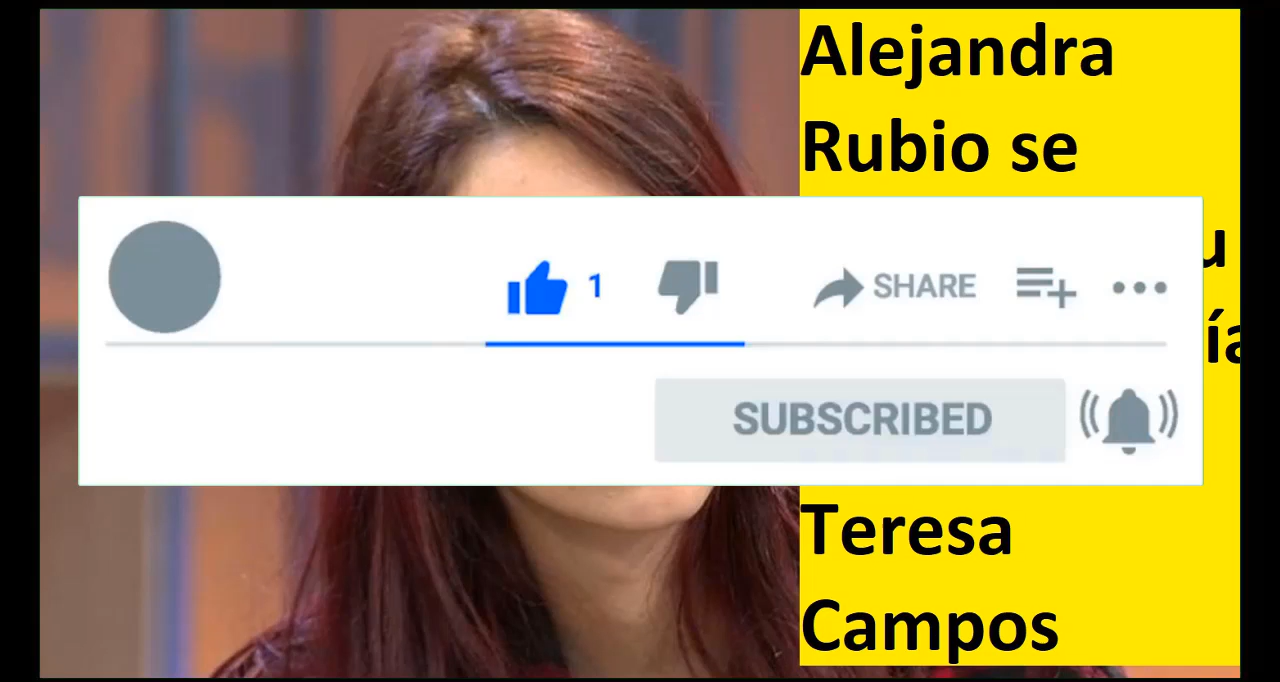 Alejandra
Rubio se
1
SHARE
SUBSCRIBED
Teresa
Campos